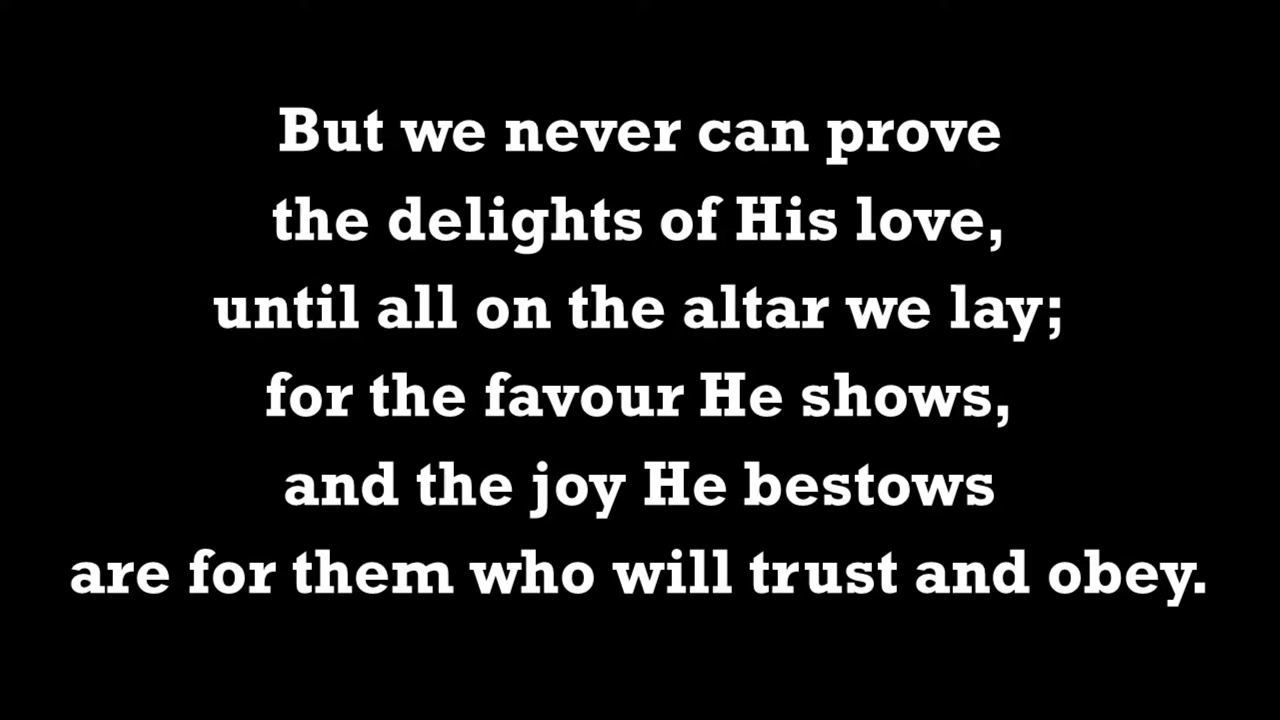 But we never can prove
the delights of His love,
until all on the altar we lay;
for the favour He shows,
and the joy He bestows
are for them who will trust and obey.